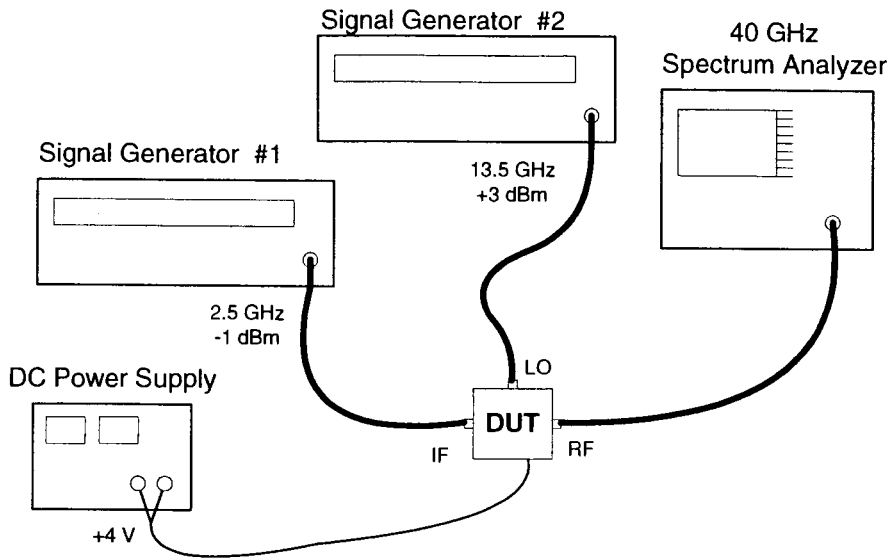 Signal Generator #2
40 GHz
Spectrum Analyzer
Signal Generator #1
13.5 GHz
+3 dBm
2.5 GHz
-1 dBm
DC Power Supply
LO
DUT
IF
RF
+4 V